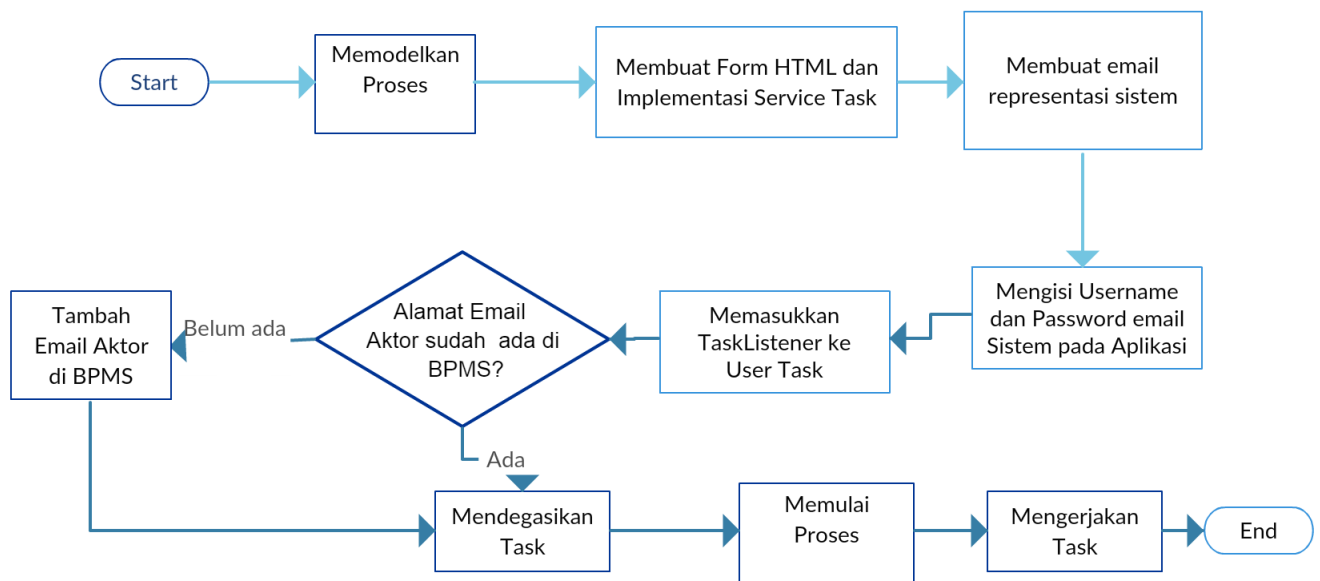 Start
Memodelkan
Proses
Membuat Form HTML dan
Implementasi Service Task
Membuat email
representasi sistem
Mengisi Username
dan Password email
Sistem pada Aplikasi
Memasukkan
TaskListener ke
User Task
Alamat Email
Aktor sudah ada di
BPMS?
Belum ada
Tambah
Email Aktor
di BPMS
Ada
Mendegasikan
Task
Memulai
Proses
Mengerjakan
Task
End